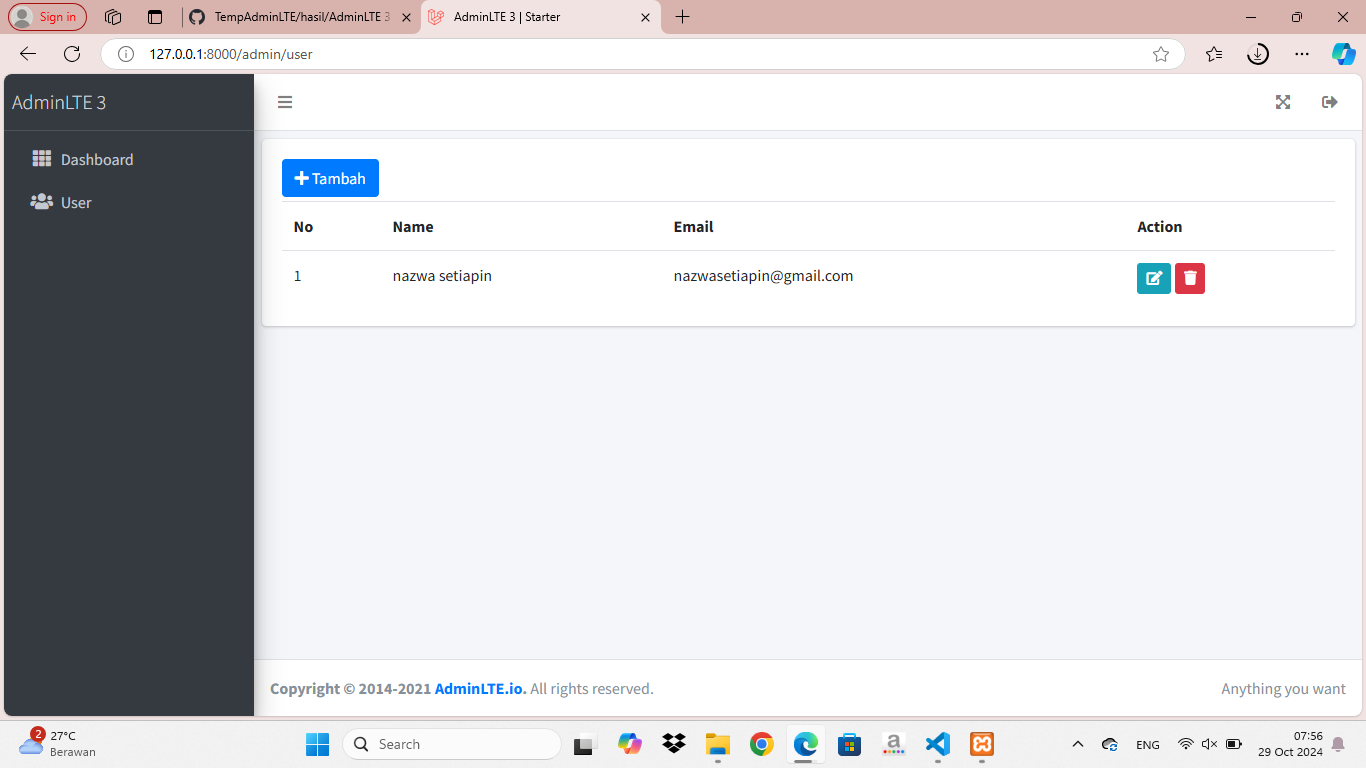 Sign in
TempAdminLTE/hasil/AdminLTE 3
AdminLTE 3 | Starter
127.0.0.1:8000/admin/user
AdminLTE 3
Dashboard
User
Tambah
No Name Email Action
1 nazwa setiapin nazwasetiapin@gmail.com
Copyright © 2014-2021 AdminLTE.io. All rights reserved.
Anything you want
2
27°C
Berawan
Search
a
ENG
07:56
29 Oct 2024